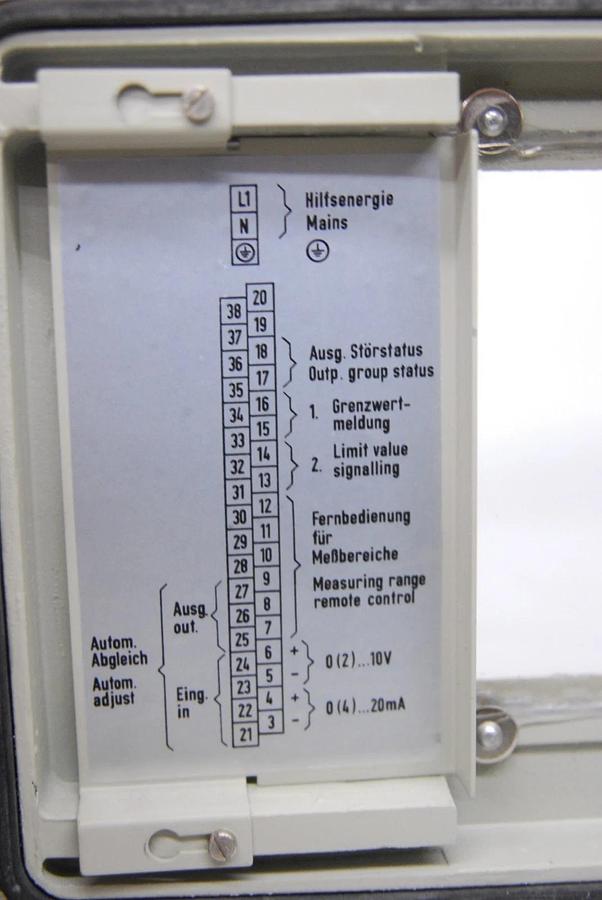 L1
N
Hilfsenergie
Mains
20
38
19
37
18
36
17
35
16
34
15
33
14
32
13
31
12
30
11
29
10
28
9
27
8
26
7
25
6
24
5
23
4
22
3
21
Ausg. Störstatus
Outp. group status
1. Grenzwert-
meldung
2. Limit value
signalling
Fernbedienung
für
Meßbereiche
Measuring range
remote control
+
-
0(2)...10V
+
-
0(4)...20mA
Ausg.
out.
Autom.
Abgleich
Autom.
adjust
Eing.
in